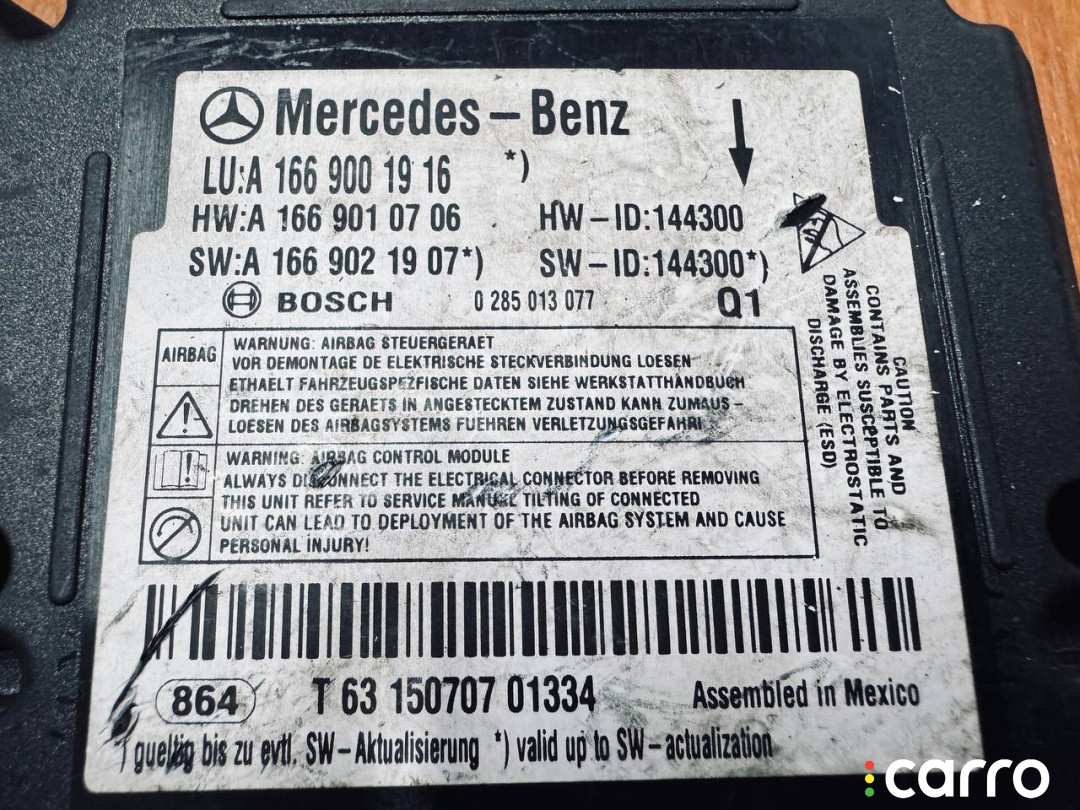 Mercedes-Benz
LU:A 166 900 19 16 *)
HW:A 166 901 07 06 HW-ID:144300
SW:A 166 902 19 07*) SW-ID:144300*)
BOSCH 0 285 013 077 Q1
AIRBAG
WARNUNG: AIRBAG STEUERGERAET
VOR DEMONTAGE DE ELEKTRISCHE STECKVERBINDUNG LOESEN
ETHAELT FAHRZEUGSPEZFISCHE DATEN SIEHE WERKSTATTHANDBUCH
DREHEN DES GERAETS IN ANGESTECKTEM ZUSTAND KANN ZUMAUS-
LOESEN DES AIRBAGSYSTEMS FUEHREN VERLETZUNGSGEFAHR!
WARNING: AIRBAG CONTROL MODULE
ALWAYS DISCONNECT THE ELECTRICAL CONNECTOR BEFORE REMOVING
THIS UNIT REFER TO SERVICE MANUAL TILTING OF CONNECTED
UNIT CAN LEAD TO DEPLOYMENT OF THE AIRBAG SYSTEM AND CAUSE
PERSONAL INJURY!
CAUTION
CONTAINS PARTS AND
ASSEMBLIES SUSCEPTIBLE TO
DAMAGE BY ELECTROSTATIC
DISCHARGE (ESD)
864 T 63 150707 01334 Assembled in Mexico
) gueltig bis zu evtl. SW-Aktualisierung *) valid up to SW-actualization
carro